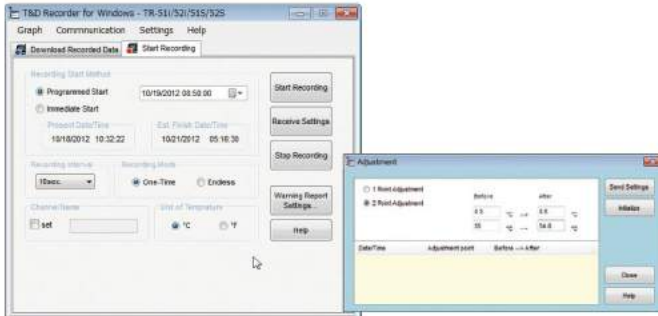 T&D Recorder for Windows - TR-51i/52i/51S/52S
Graph Commnunication Settings Help
Download Recorded Data Start Recording
Recording Start Method
Programmed Start 10/19/2012 08:50:00
Immediate Start
Present Date/Time Est. Finish Date/Time
10/18/2012 10:32:22 10/21/2012 05:16:30
Recording Interval Recording Mode
One-Time Endless
Channel Name Unit of Temprature
set °C °F
Start Recording
Receive Settings
Stop Recording
Warning Report
Settings...
Help
Adjustment
1 Point Adjustment
2 Point Adjustment
Before After
°C --> °C
°C --> °C
Date/Time Adjustment point Before --> After
Send Settings
Initialize
Close
Help